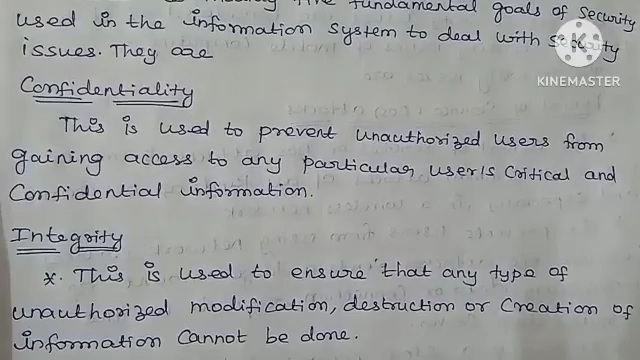 the fundamental goals of security
used in the information system to deal with security
issues. They are
KINEMASTER
Confidentiality
This is used to prevent unauthorized users from
gaining access to any particular user's critical and
Confidential information.
Integrity
*. This is used to ensure that any type of
unauthorized modification, destruction or creation of
information cannot be done.